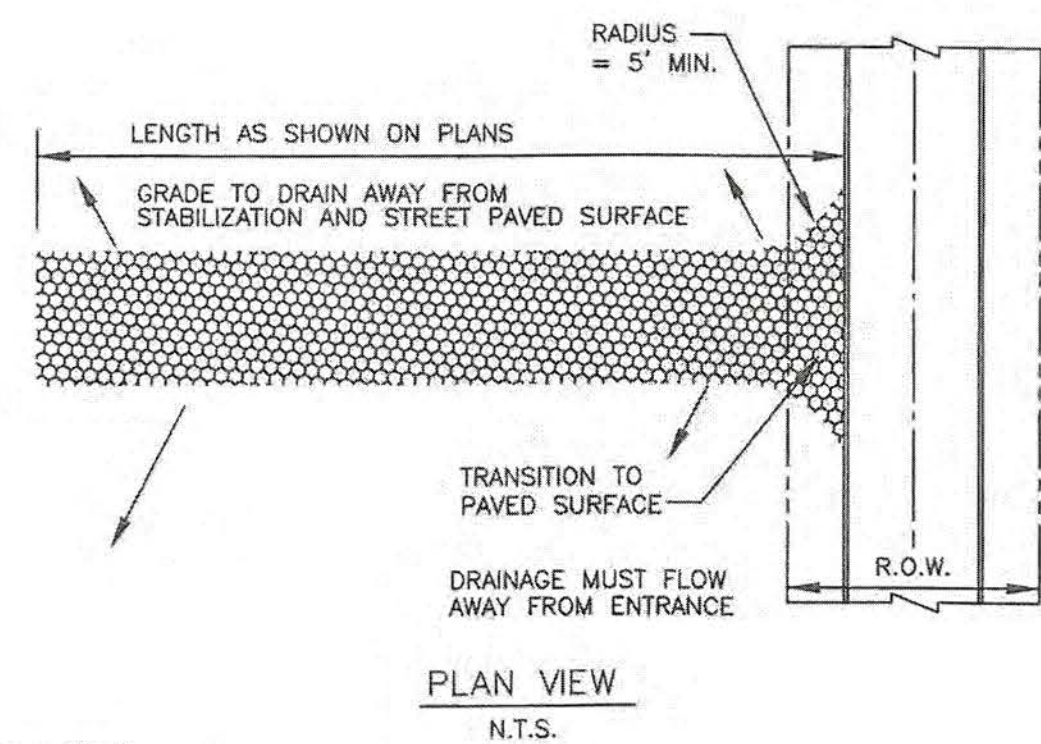 RADIUS
= 5' MIN.
LENGTH AS SHOWN ON PLANS
GRADE TO DRAIN AWAY FROM
STABILIZATION AND STREET PAVED SURFACE
TRANSITION TO
PAVED SURFACE
DRAINAGE MUST FLOW
AWAY FROM ENTRANCE
R.O.W.
PLAN VIEW
N.T.S.